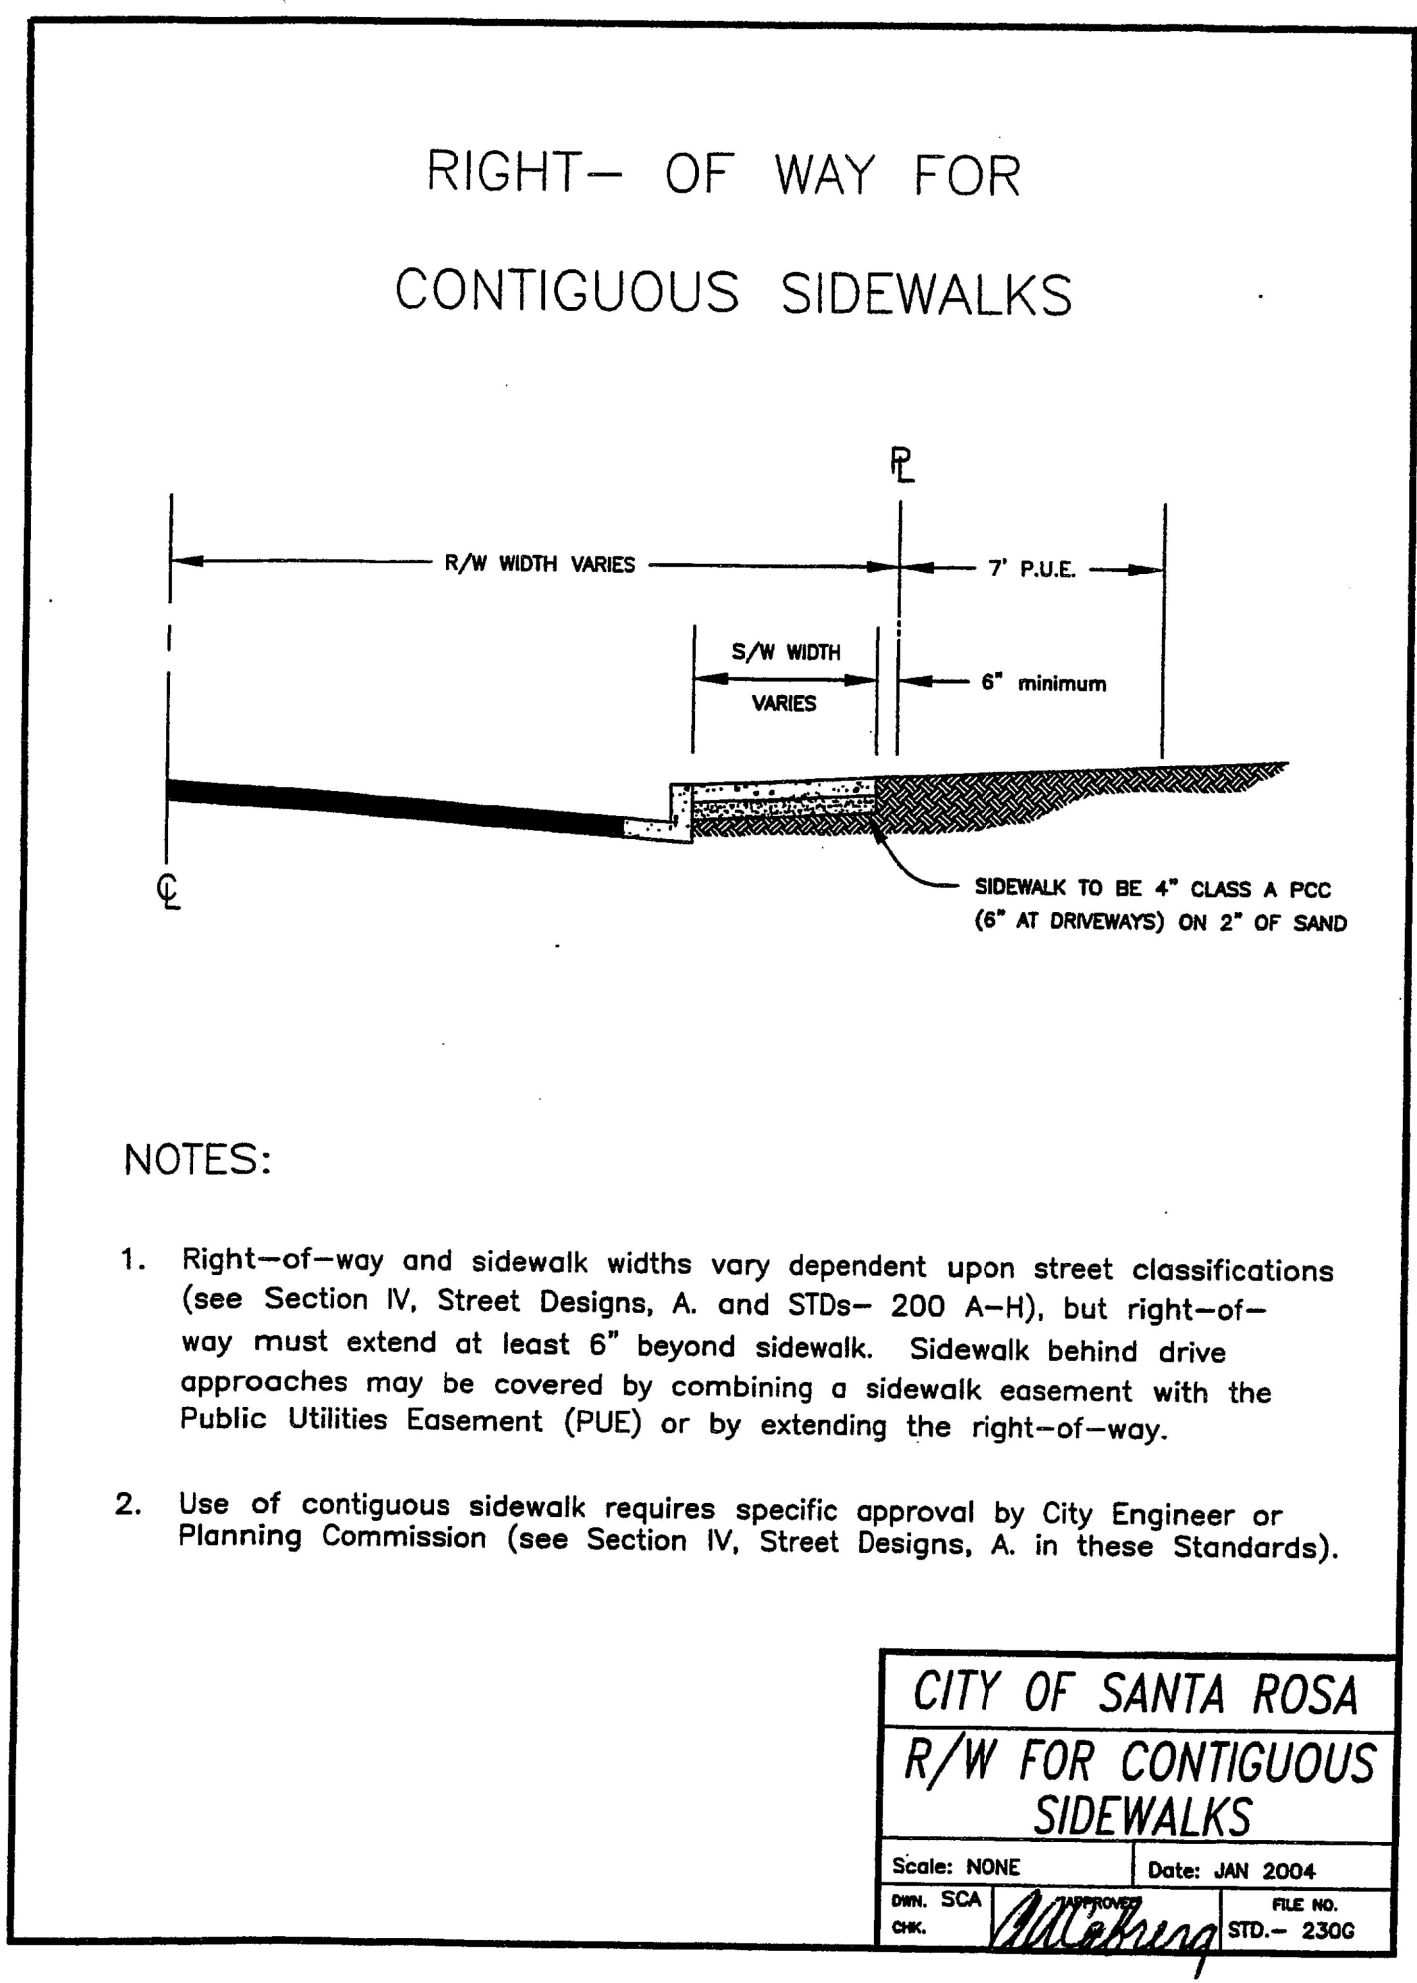 RIGHT– OF WAY FOR
CONTIGUOUS SIDEWALKS
PL
R/W WIDTH VARIES
7' P.U.E.
S/W WIDTH
VARIES
6" minimum
CL
SIDEWALK TO BE 4" CLASS A PCC
(6" AT DRIVEWAYS) ON 2" OF SAND
NOTES:
1. Right–of–way and sidewalk widths vary dependent upon street classifications
(see Section IV, Street Designs, A. and STDs– 200 A–H), but right–of–
way must extend at least 6" beyond sidewalk. Sidewalk behind drive
approaches may be covered by combining a sidewalk easement with the
Public Utilities Easement (PUE) or by extending the right–of–way.
2. Use of contiguous sidewalk requires specific approval by City Engineer or
Planning Commission (see Section IV, Street Designs, A. in these Standards).
CITY OF SANTA ROSA
R/W FOR CONTIGUOUS
SIDEWALKS
Scale: NONE
Date: JAN 2004
DWN. SCA
CHK.
APPROVED
FILE NO.
STD.– 230G